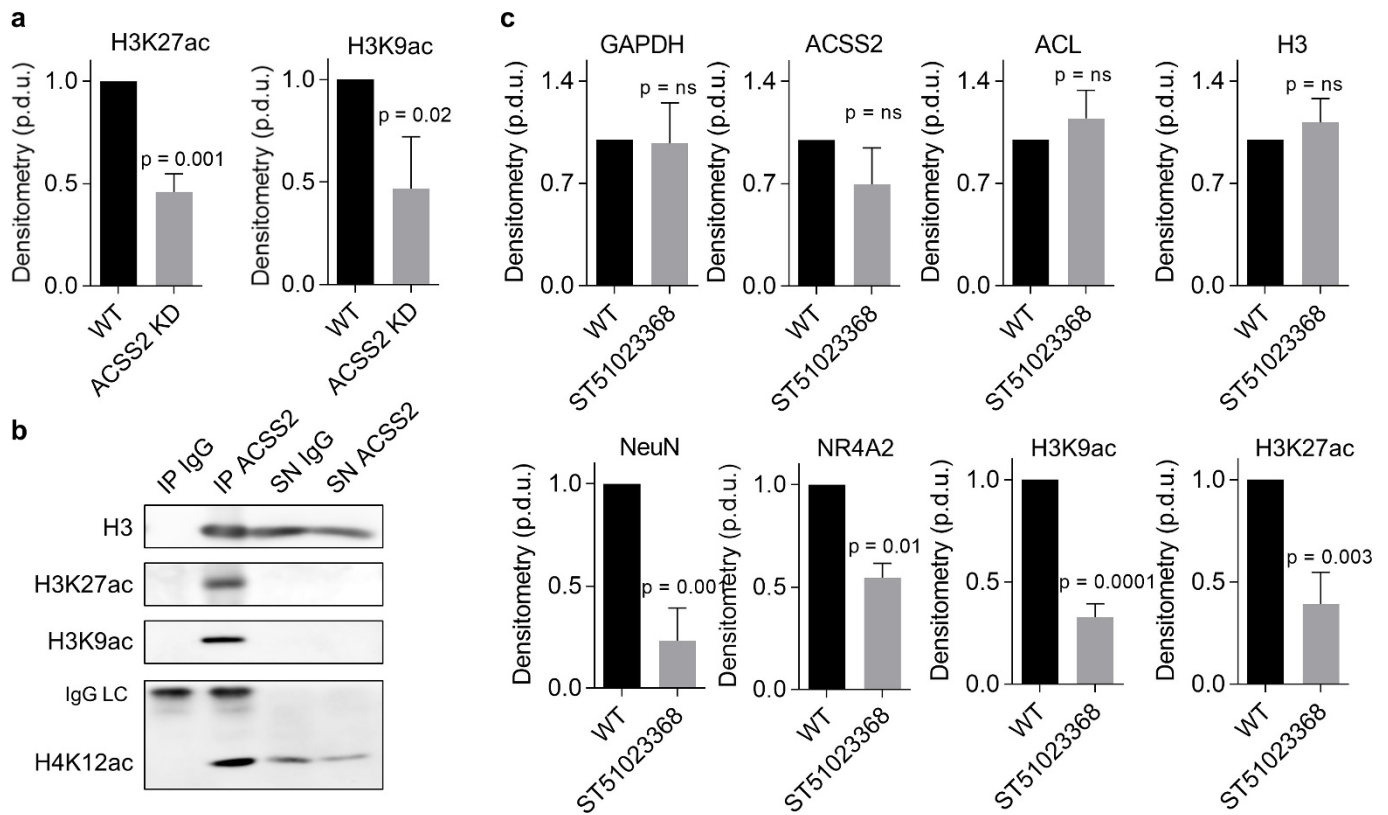 a
H3K27ac
Densitometry (p.d.u.)
1.0
0.5
0.0
p = 0.001
WT
ACSS2 KD
H3K9ac
Densitometry (p.d.u.)
1.0
0.5
0.0
p = 0.02
WT
ACSS2 KD
b
IP IgG
IP ACSS2
SN IgG
SN ACSS2
H3
H3K27ac
H3K9ac
IgG LC
H4K12ac
c
GAPDH
Densitometry (p.d.u.)
1.4
0.7
0.0
p = ns
WT
ST51023368
ACSS2
Densitometry (p.d.u.)
1.4
0.7
0.0
p = ns
WT
ST51023368
ACL
Densitometry (p.d.u.)
1.4
0.7
0.0
p = ns
WT
ST51023368
H3
Densitometry (p.d.u.)
1.4
0.7
0.0
p = ns
WT
ST51023368
NeuN
Densitometry (p.d.u.)
1.0
0.5
0.0
p = 0.001
WT
ST51023368
NR4A2
Densitometry (p.d.u.)
1.0
0.5
0.0
p = 0.01
WT
ST51023368
H3K9ac
Densitometry (p.d.u.)
1.0
0.5
0.0
p = 0.0001
WT
ST51023368
H3K27ac
Densitometry (p.d.u.)
1.0
0.5
0.0
p = 0.003
WT
ST51023368